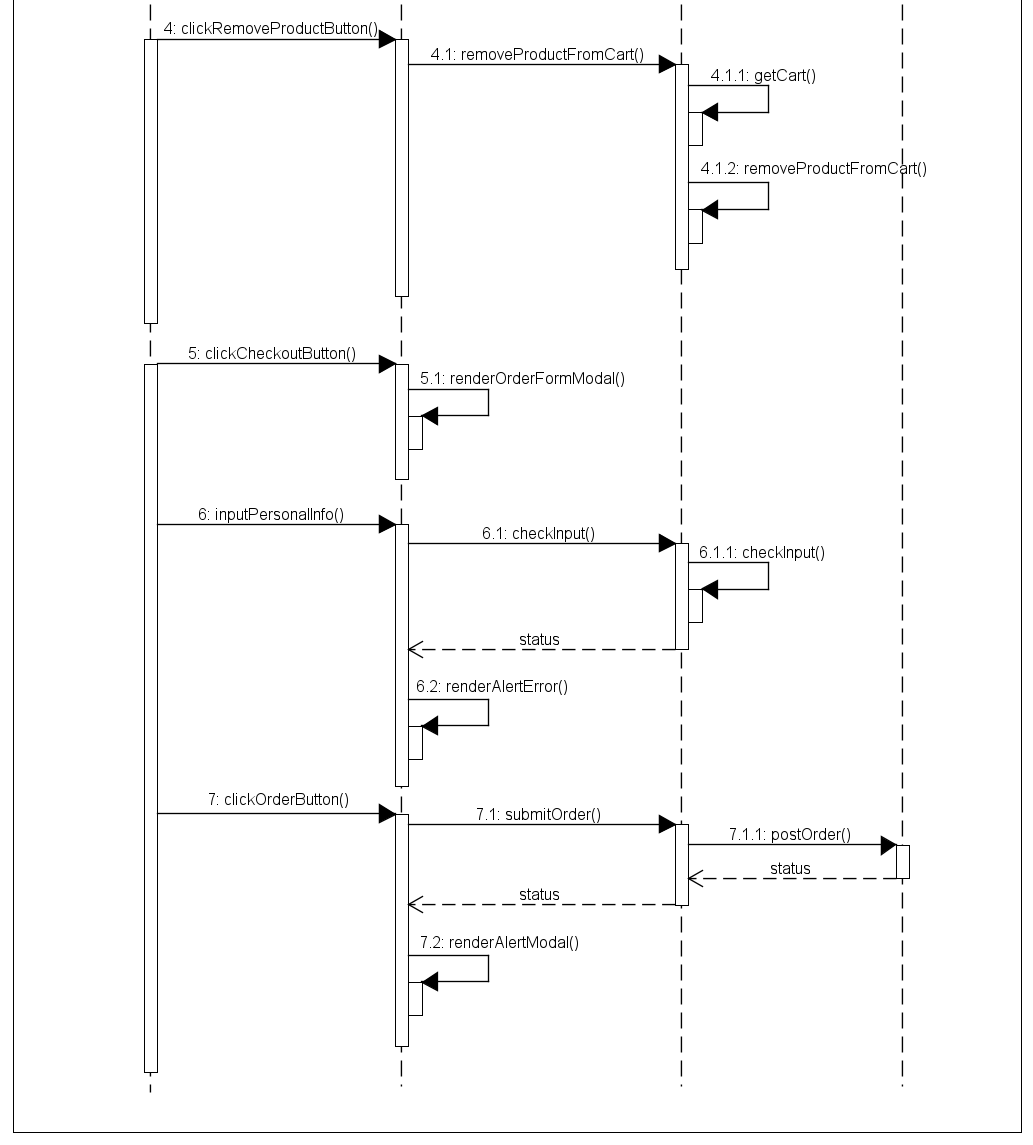 4: clickRemoveProductButton()
4.1: removeProductFromCart()
4.1.1: getCart()
4.1.2: removeProductFromCart()
5: clickCheckoutButton()
5.1: renderOrderFormModal()
6: inputPersonalInfo()
6.1: checkInput()
6.1.1: checkInput()
status
6.2: renderAlertError()
7: clickOrderButton()
7.1: submitOrder()
7.1.1: postOrder()
status
status
7.2: renderAlertModal()